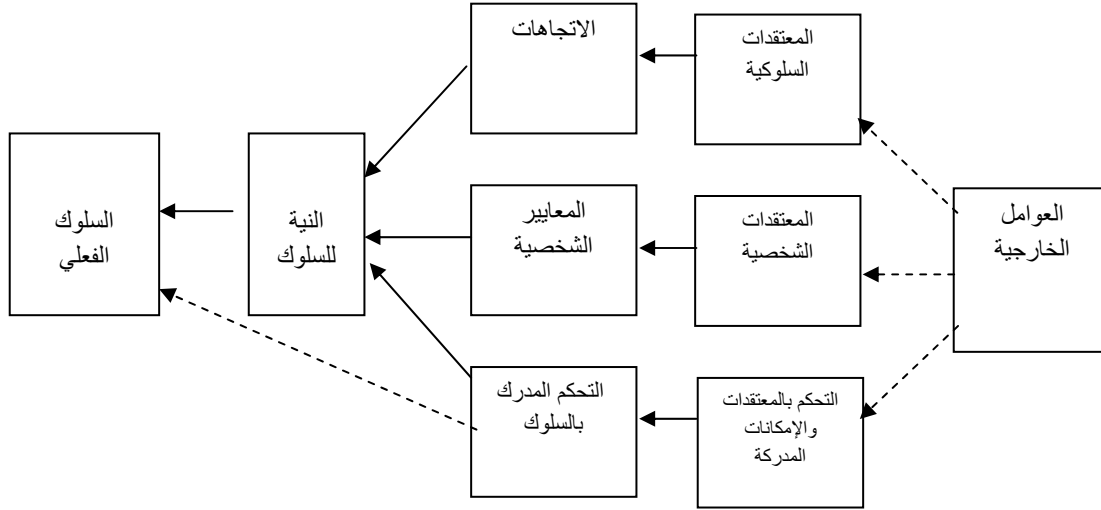 العوامل
الخارجية
المعتقدات
السلوكية
المعتقدات
الشخصية
التحكم بالمعتقدات
والإمكانات
المدركة
الاتجاهات
المعايير
الشخصية
التحكم المدرك
بالسلوك
النية
للسلوك
السلوك
الفعلي